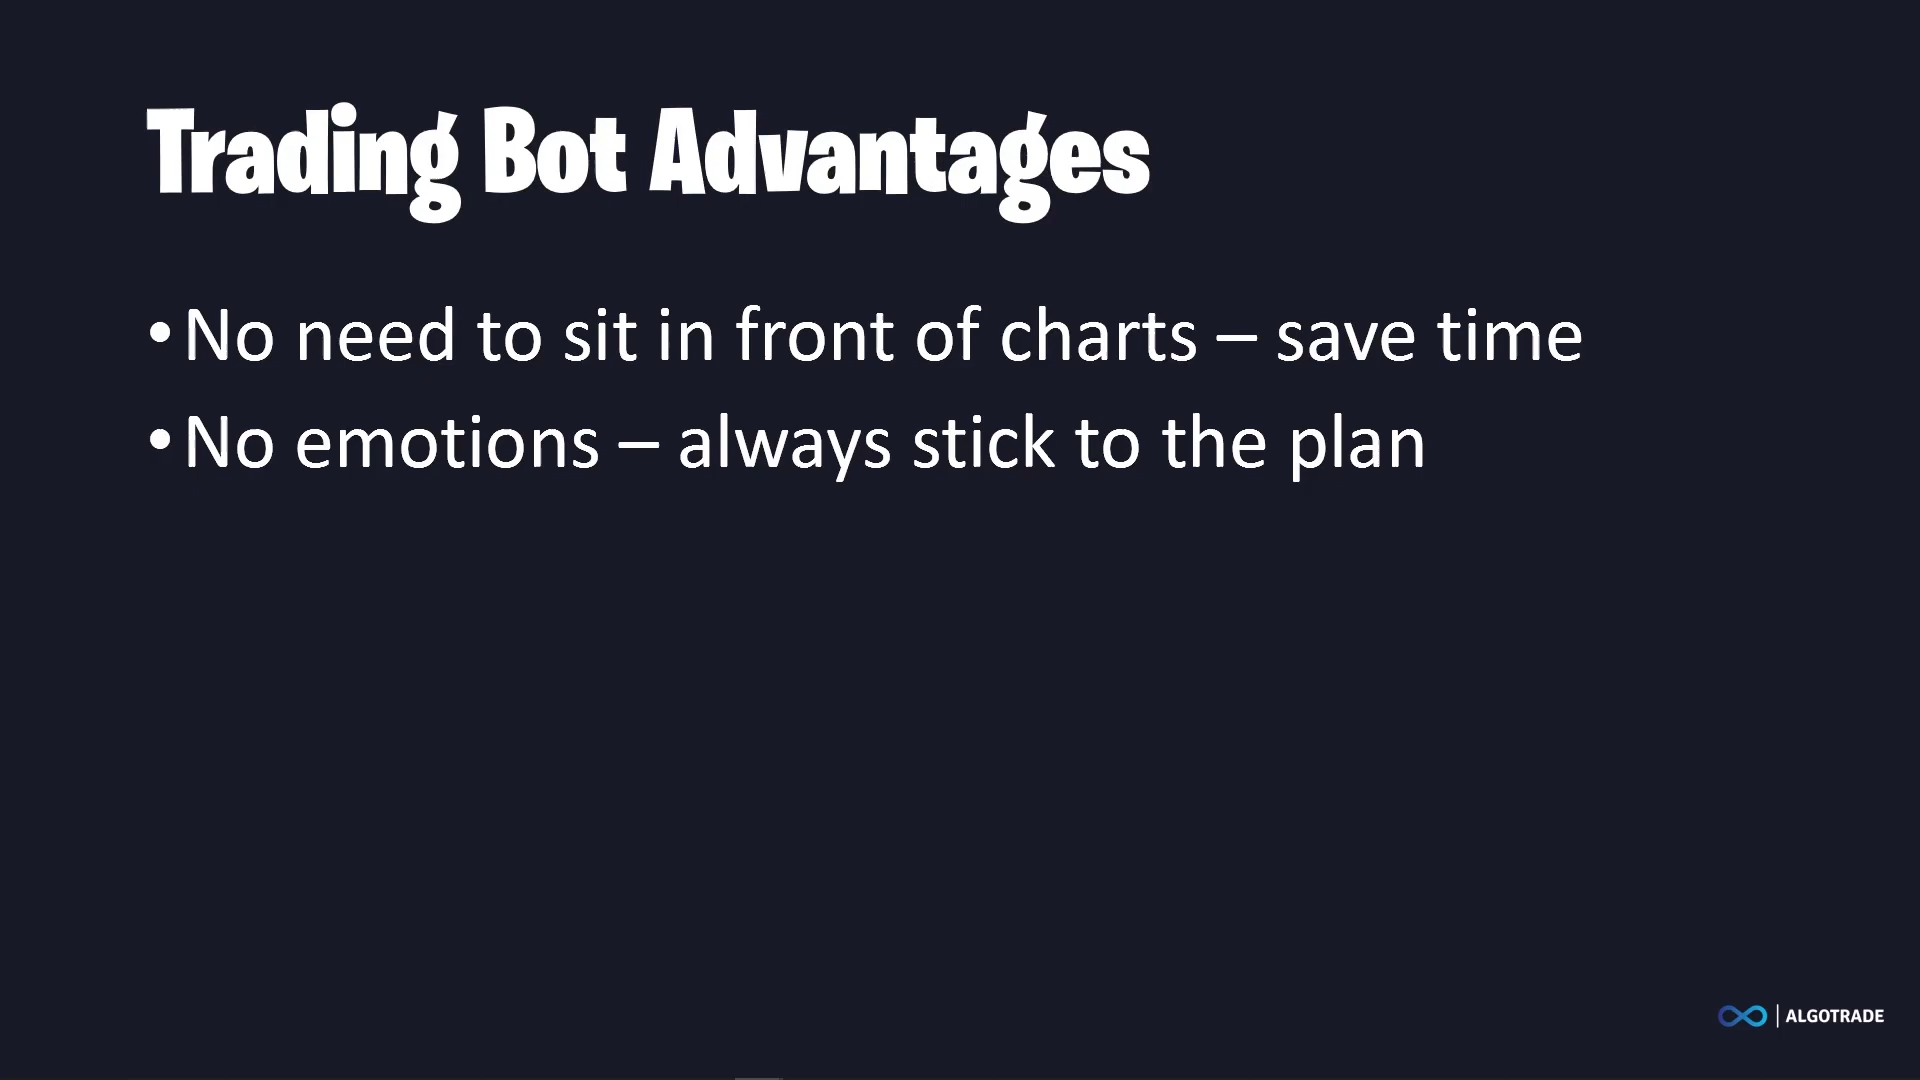 Trading Bot Advantages
•No need to sit in front of charts – save time
•No emotions – always stick to the plan
ALGOTRADE